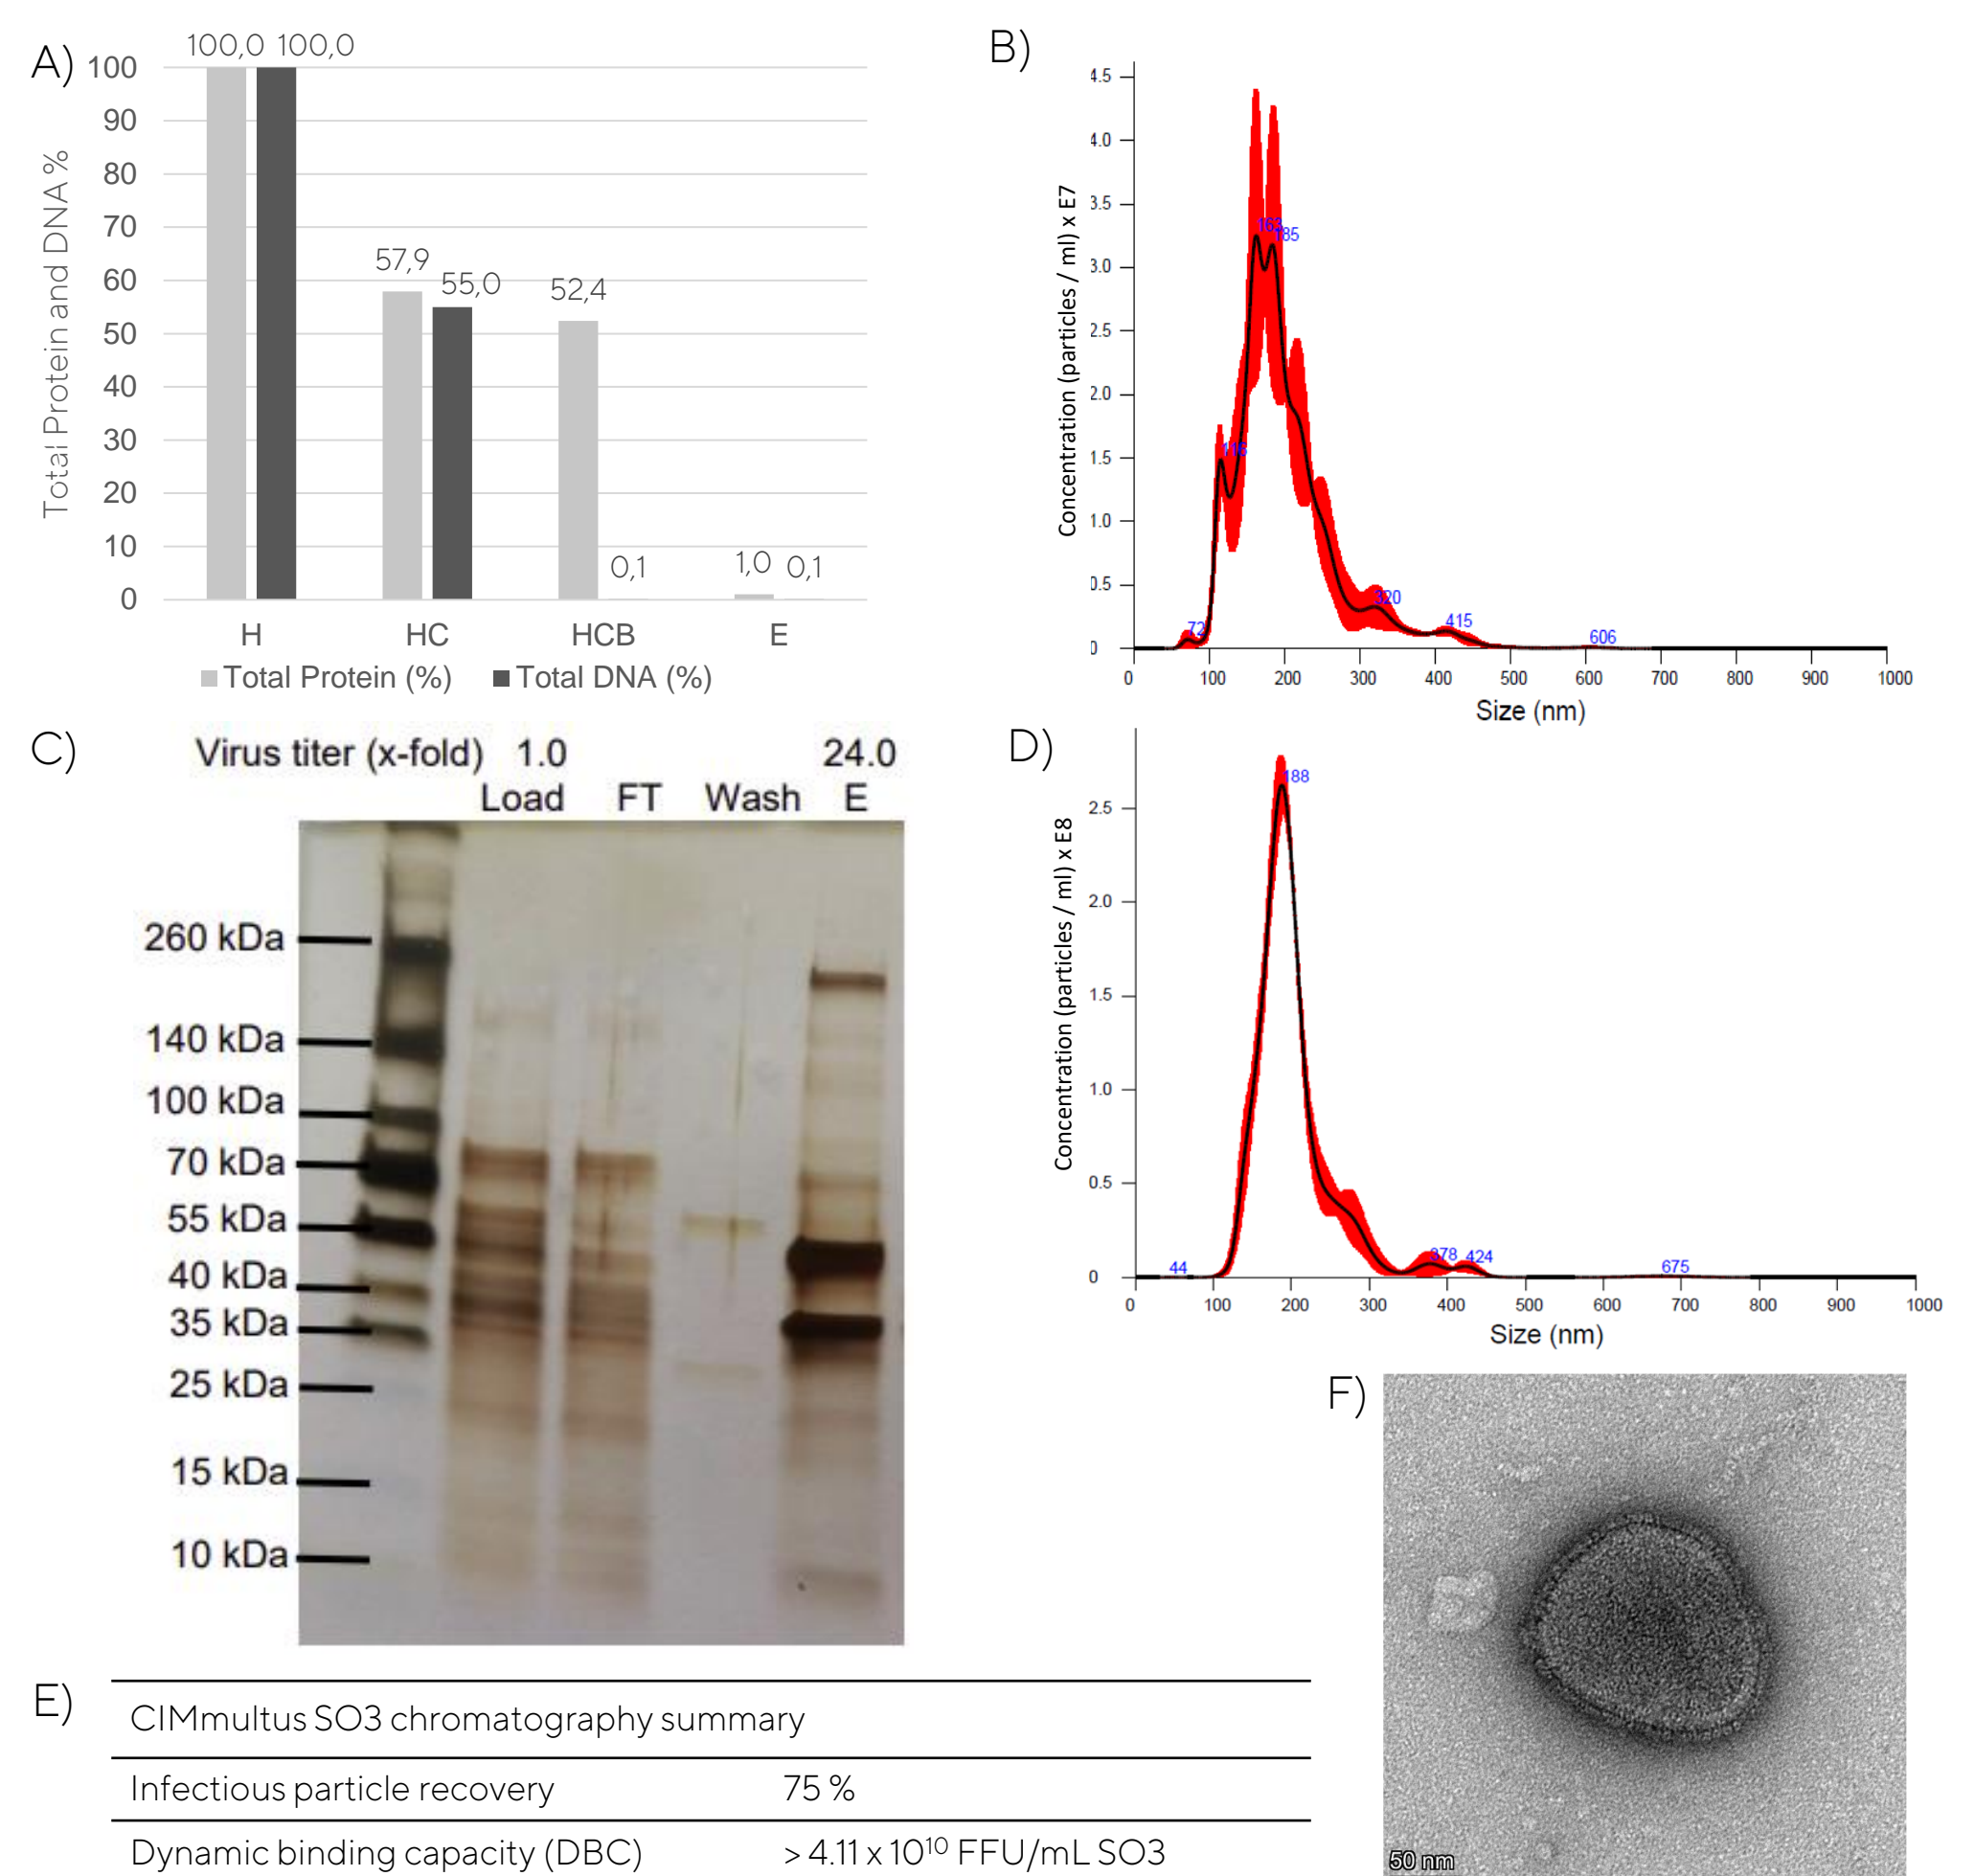 A)
Total Protein and DNA %
100
90
80
70
60
50
40
30
20
10
0
100,0 100,0
57,9
55,0
52,4
0,1
1,0 0,1
H HC HCB E
Total Protein (%) Total DNA (%)
B)
Concentration (particles / ml) x E7
4.5
4.0
3.5
3.0
2.5
2.0
1.5
1.0
0.5
0
72
116
163
185
320
415
606
0 100 200 300 400 500 600 700 800 900 1000
Size (nm)
C)
Virus titer (x-fold) 1.0 24.0
Load FT Wash E
260 kDa
140 kDa
100 kDa
70 kDa
55 kDa
40 kDa
35 kDa
25 kDa
15 kDa
10 kDa
D)
Concentration (particles / ml) x E8
2.5
2.0
1.5
1.0
0.5
0
44
188
378
424
675
0 100 200 300 400 500 600 700 800 900 1000
Size (nm)
E)
CIMmultus SO3 chromatography summary
Infectious particle recovery 75 %
Dynamic binding capacity (DBC) > 4.11 x 10¹⁰ FFU/mL SO3
F)
50 nm